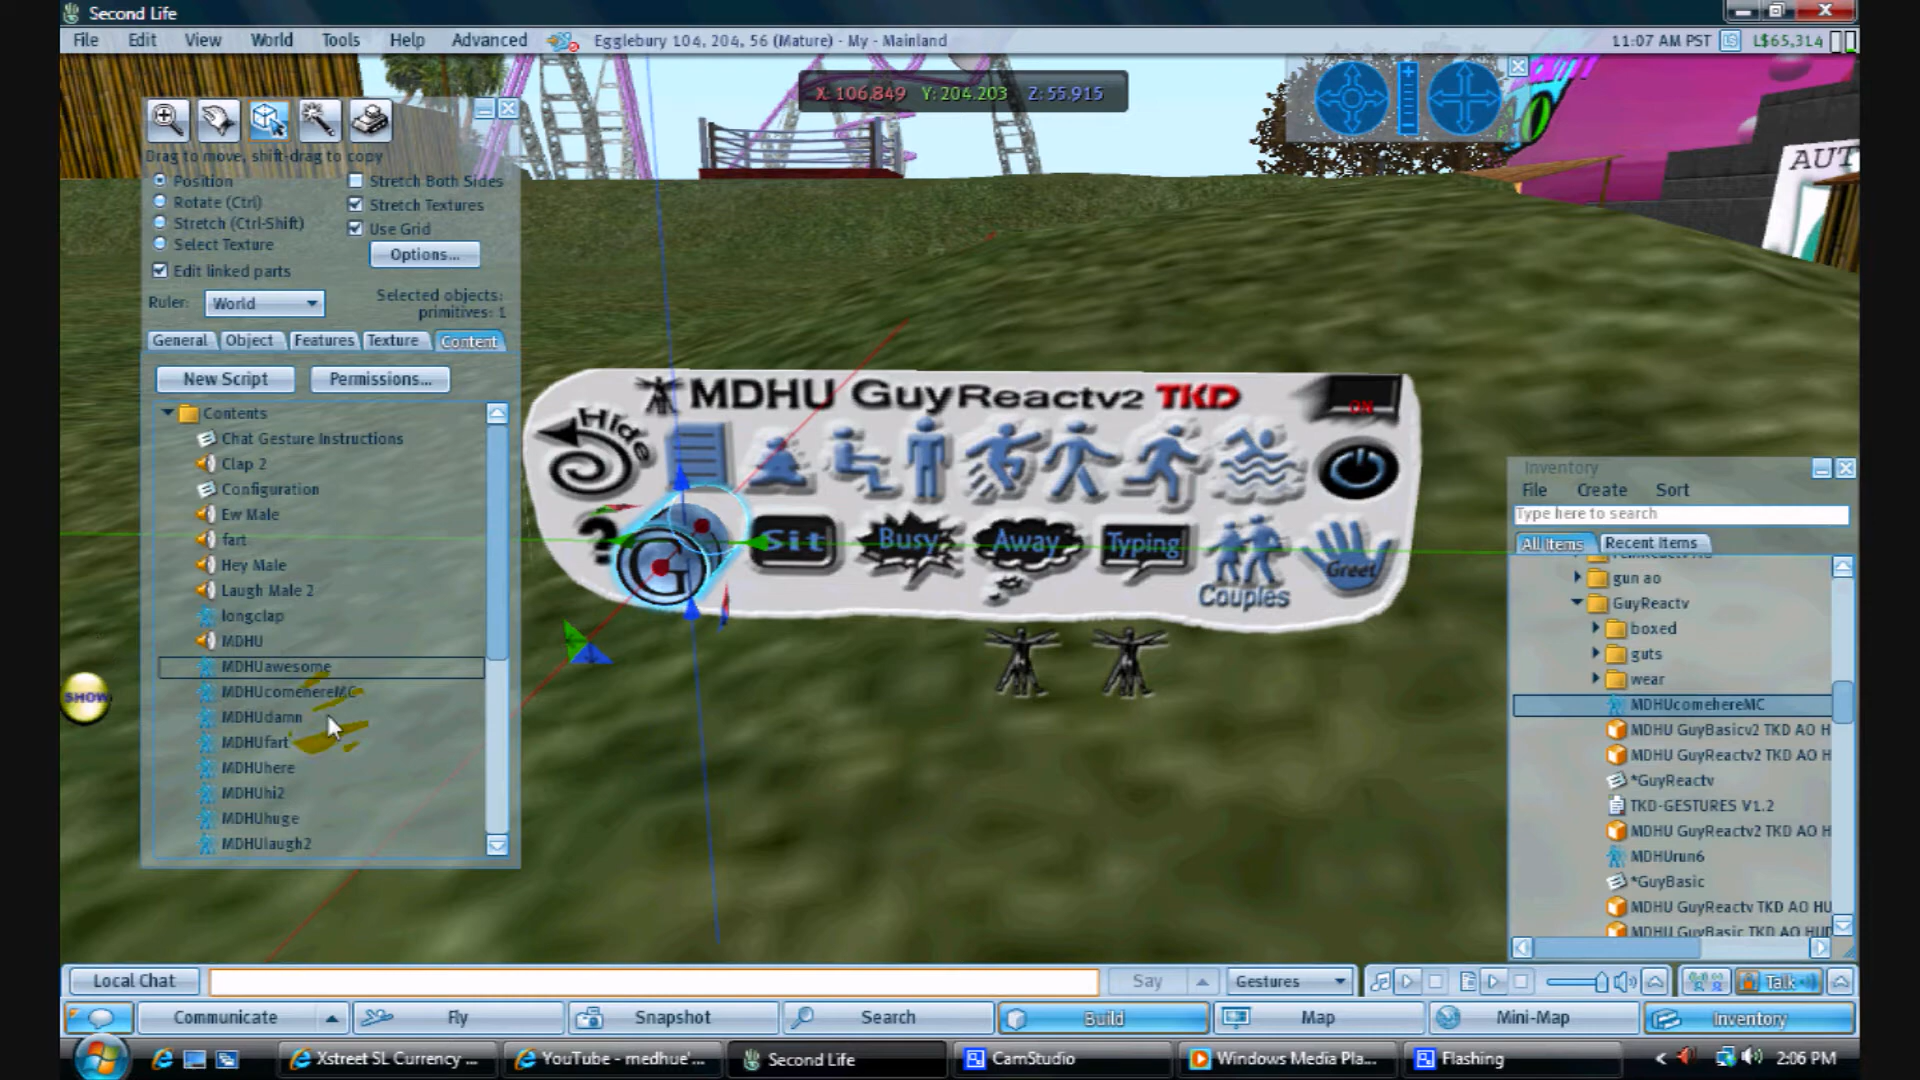 Second Life
File Edit View World Tools Help Advanced Egglebury 104, 204, 56 (Mature) - My - Mainland 11:07 AM PST L$65,314
X: 106.849 Y: 204.203 Z: 55.915
Drag to move, shift-drag to copy
Position
Rotate (Ctrl)
Stretch (Ctrl-Shift)
Select Texture
Edit linked parts
Stretch Both Sides
Stretch Textures
Use Grid
Options...
Ruler: World
Selected objects:
primitives: 1
General Object Features Texture Content
New Script Permissions...
Contents
Chat Gesture Instructions
Clap 2
Configuration
Ew Male
fart
Hey Male
Laugh Male 2
longclap
MDHU
MDHUawesome
MDHUcomehereMC
MDHUdamn
MDHUfart
MDHUhere
MDHUhi2
MDHUhuge
MDHUlaugh2
SHOW
MDHU GuyReactv2 TKD
ON
Hide
? G Sit Busy Away Typing Couples Greet
AUT
Inventory
File Create Sort
Type here to search
All Items Recent Items
gun ao
GuyReactv
boxed
guts
wear
MDHUcomehereMC
MDHU GuyBasicv2 TKD AO H
MDHU GuyReactv2 TKD AO H
*GuyReactv
TKD-GESTURES V1.2
MDHU GuyReactv2 TKD AO H
MDHUrun6
*GuyBasic
MDHU GuyReactv TKD AO HU
MDHU GuyBasic TKD AO HUD
Local Chat Say Gestures Talk
Communicate Fly Snapshot Search Build Map Mini-Map Inventory
Xstreet SL Currency ... YouTube - medhue'... Second Life CamStudio Windows Media Pla... Flashing 2:06 PM